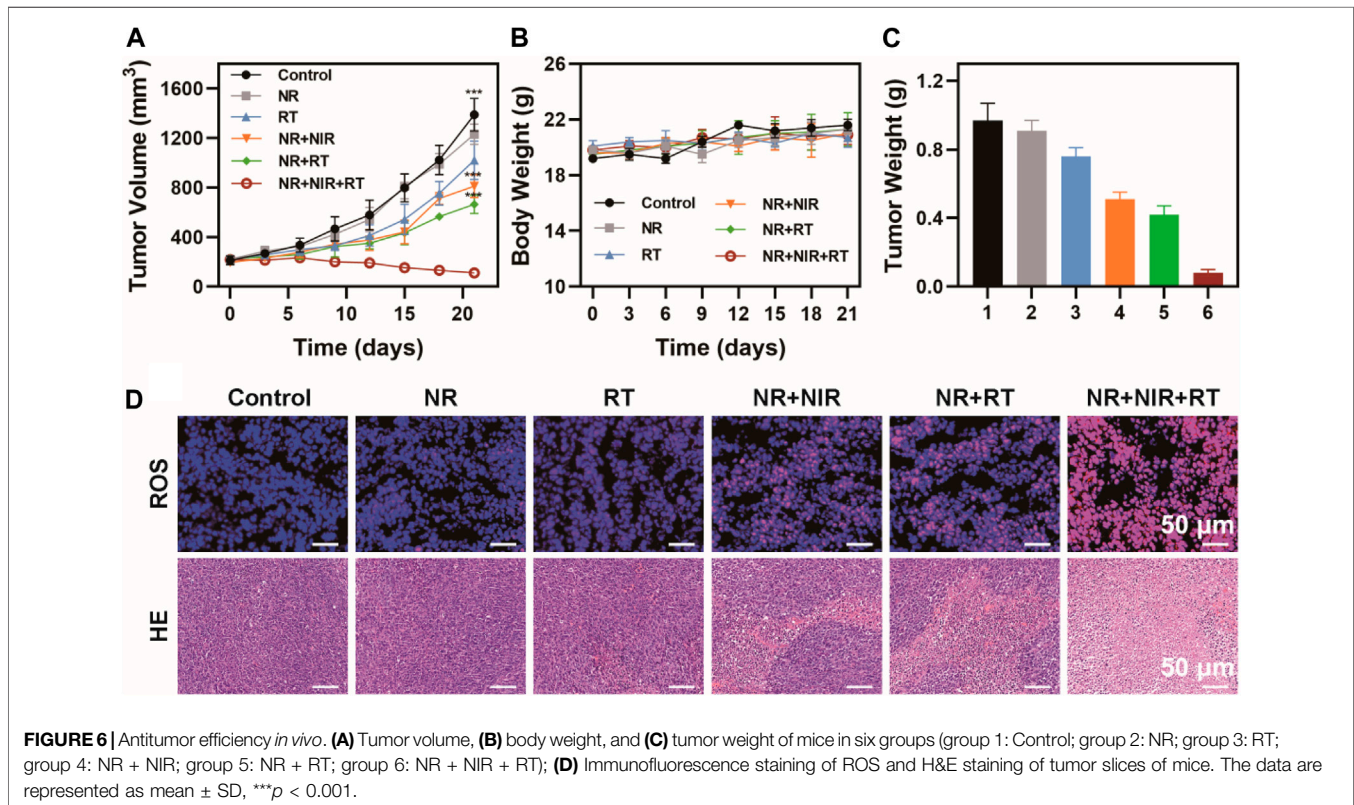 A
Tumor Volume (mm³)
1600
1200
800
400
0
Control
NR
RT
NR+NIR
NR+RT
NR+NIR+RT
***
***
***
0 5 10 15 20
Time (days)
B
Body Weight (g)
26
22
18
14
10
Control
NR
RT
NR+NIR
NR+RT
NR+NIR+RT
0 3 6 9 12 15 18 21
Time (days)
C
Tumor Weight (g)
1.2
0.8
0.4
0.0
1 2 3 4 5 6
D
Control NR RT NR+NIR NR+RT NR+NIR+RT
ROS
50 μm
HE
50 μm
FIGURE 6 | Antitumor efficiency in vivo. (A) Tumor volume, (B) body weight, and (C) tumor weight of mice in six groups (group 1: Control; group 2: NR; group 3: RT;
group 4: NR + NIR; group 5: NR + RT; group 6: NR + NIR + RT); (D) Immunofluorescence staining of ROS and H&E staining of tumor slices of mice. The data are
represented as mean ± SD, ***p < 0.001.